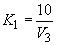 K₁ = 10/V₃